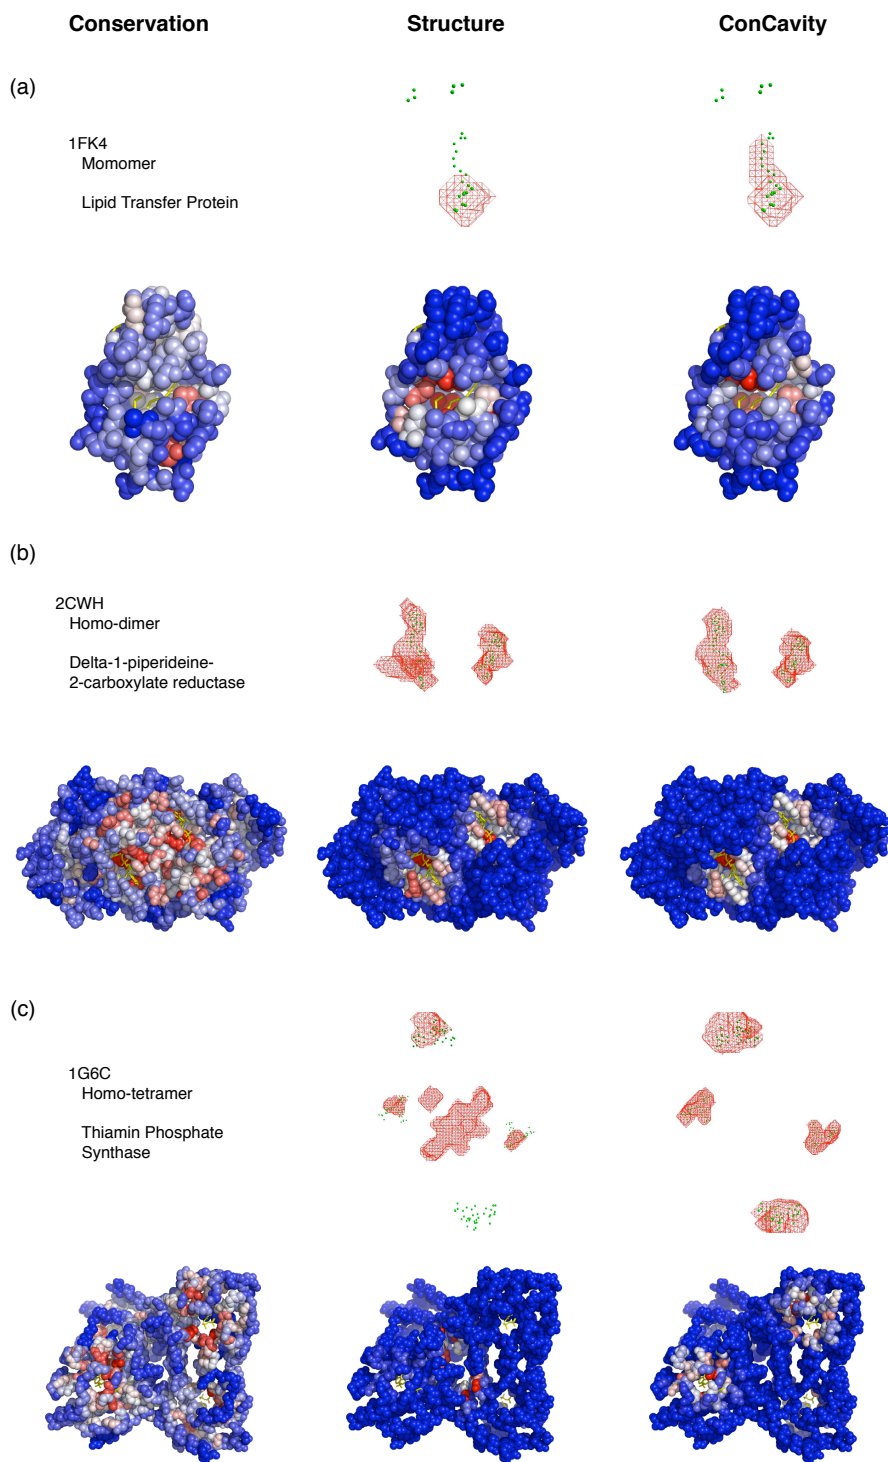 Conservation Structure ConCavity
(a)
1FK4
Momomer
Lipid Transfer Protein
(b)
2CWH
Homo-dimer
Delta-1-piperideine-
2-carboxylate reductase
(c)
1G6C
Homo-tetramer
Thiamin Phosphate
Synthase